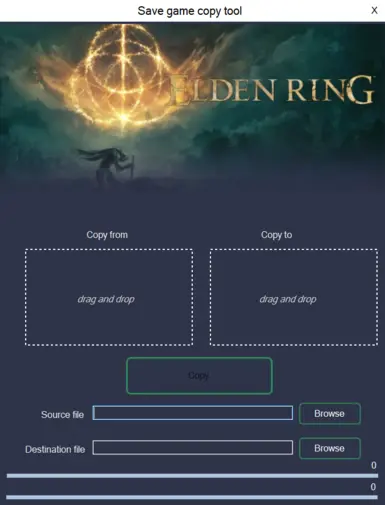 Save game copy tool X
ELDEN RING
Copy from Copy to
drag and drop drag and drop
Copy
Source file Browse
Destination file Browse
0
0